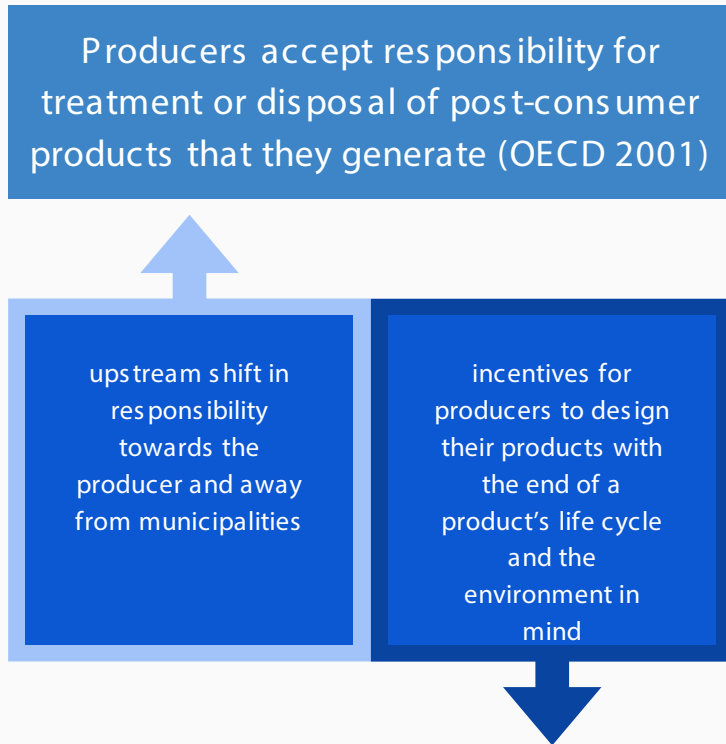 Producers accept responsibility for
treatment or disposal of post-consumer
products that they generate (OECD 2001)
upstream shift in
responsibility
towards the
producer and away
from municipalities
incentives for
producers to design
their products with
the end of a
product’s life cycle
and the
environment in
mind